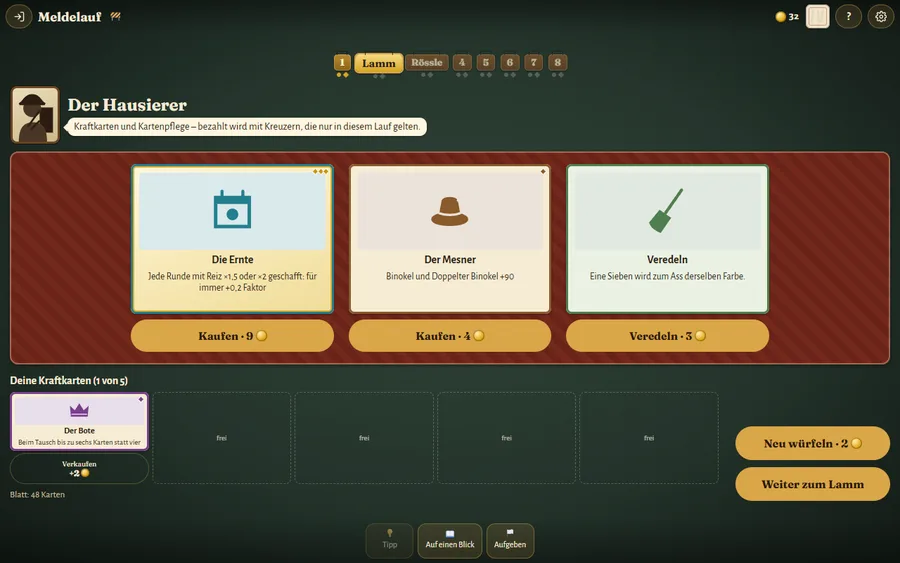 Meldelauf
32
?
1
Lamm
Rössle
4
5
6
7
8
Der Hausierer
Kraftkarten und Kartenpflege – bezahlt wird mit Kreuzern, die nur in diesem Lauf gelten.
Die Ernte
Jede Runde mit Reiz ×1,5 oder ×2 geschafft: für
immer +0,2 Faktor
Kaufen · 9
Der Mesner
Binokel und Doppelter Binokel +90
Kaufen · 4
Veredeln
Eine Sieben wird zum Ass derselben Farbe.
Veredeln · 3
Deine Kraftkarten (1 von 5)
Der Bote
Beim Tausch bis zu sechs Karten statt vier
Verkaufen
+2
frei
frei
frei
frei
Neu würfeln · 2
Weiter zum Lamm
Blatt: 48 Karten
Tipp
Auf einen Blick
Aufgeben